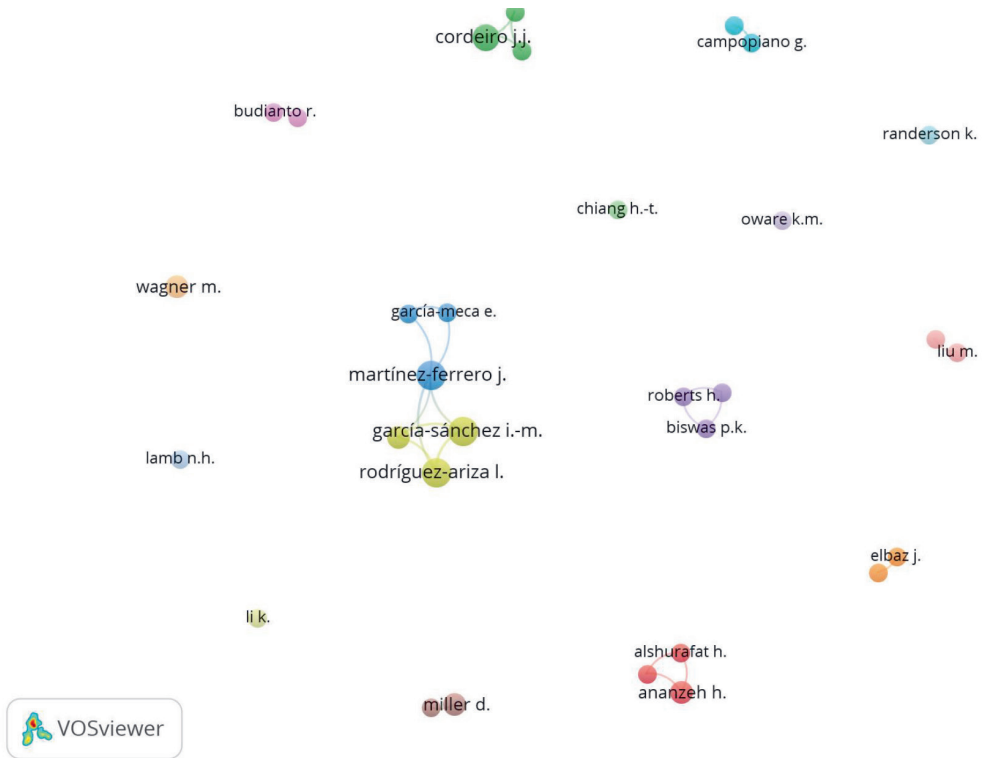 cordeiro j.j.
campopiano g.
budianto r.
randerson k.
chiang h.-t.
oware k.m.
wagner m.
garcía-meca e.
liu m.
martínez-ferrero j.
roberts h.
biswas p.k.
garcía-sánchez i.-m.
lamb n.h.
rodríguez-ariza l.
elbaz j.
li k.
alshurafat h.
ananzeh h.
miller d.
VOSviewer